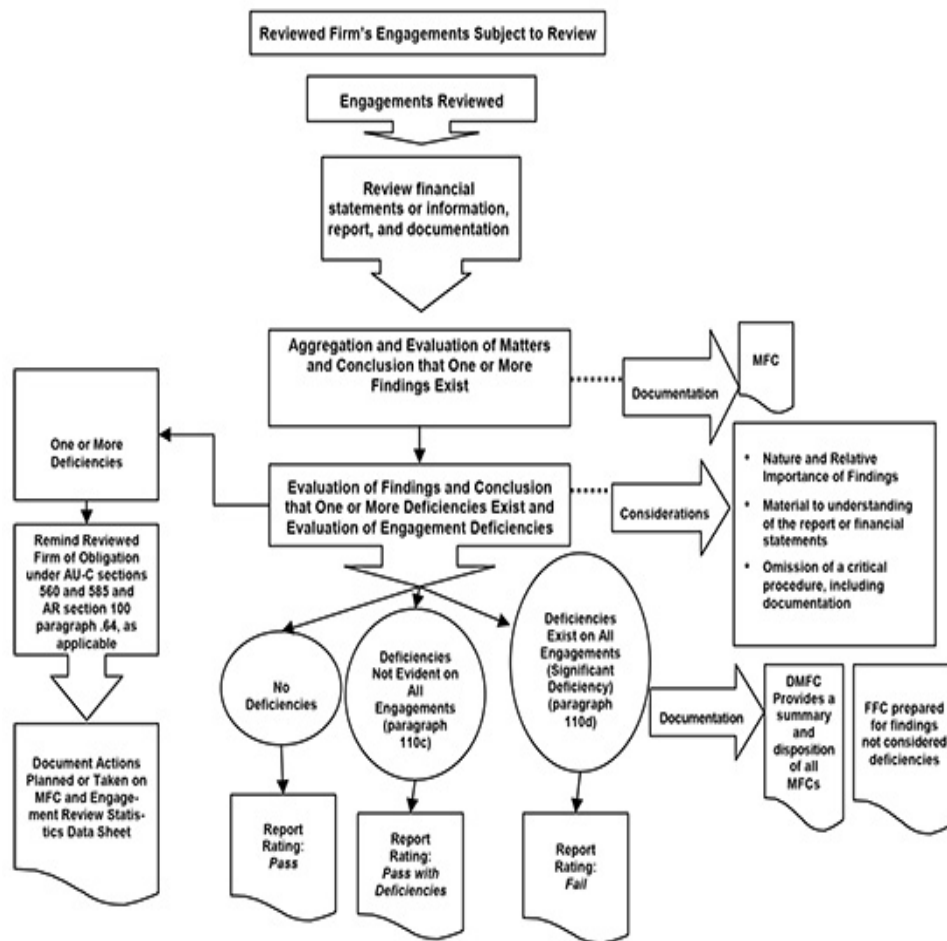 Reviewed Firm's Engagements Subject to Review
Engagements Reviewed
Review financial
statements or information,
report, and documentation
Aggregation and Evaluation of Matters
and Conclusion that One or More
Findings Exist
Documentation
MFC
One or More
Deficiencies
Evaluation of Findings and Conclusion
that One or More Deficiencies Exist and
Evaluation of Engagement Deficiencies
Considerations
• Nature and Relative
Importance of Findings
• Material to understanding
of the report or financial
statements
• Omission of a critical
procedure, including
documentation
Remind Reviewed
Firm of Obligation
under AU-C sections
560 and 585 and
AR section 100
paragraph .64, as
applicable
No
Deficiencies
Deficiencies
Not Evident on
All
Engagements
(paragraph
110c)
Deficiencies
Exist on All
Engagements
(Significant
Deficiency)
(paragraph
110d)
Documentation
DMFC
Provides a
summary
and
disposition
of all
MFCs
FFC prepared
for findings
not considered
deficiencies
Document Actions
Planned or Taken on
MFC and Engage-
ment Review Statis-
tics Data Sheet
Report
Rating:
Pass
Report
Rating:
Pass with
Deficiencies
Report
Rating:
Fail